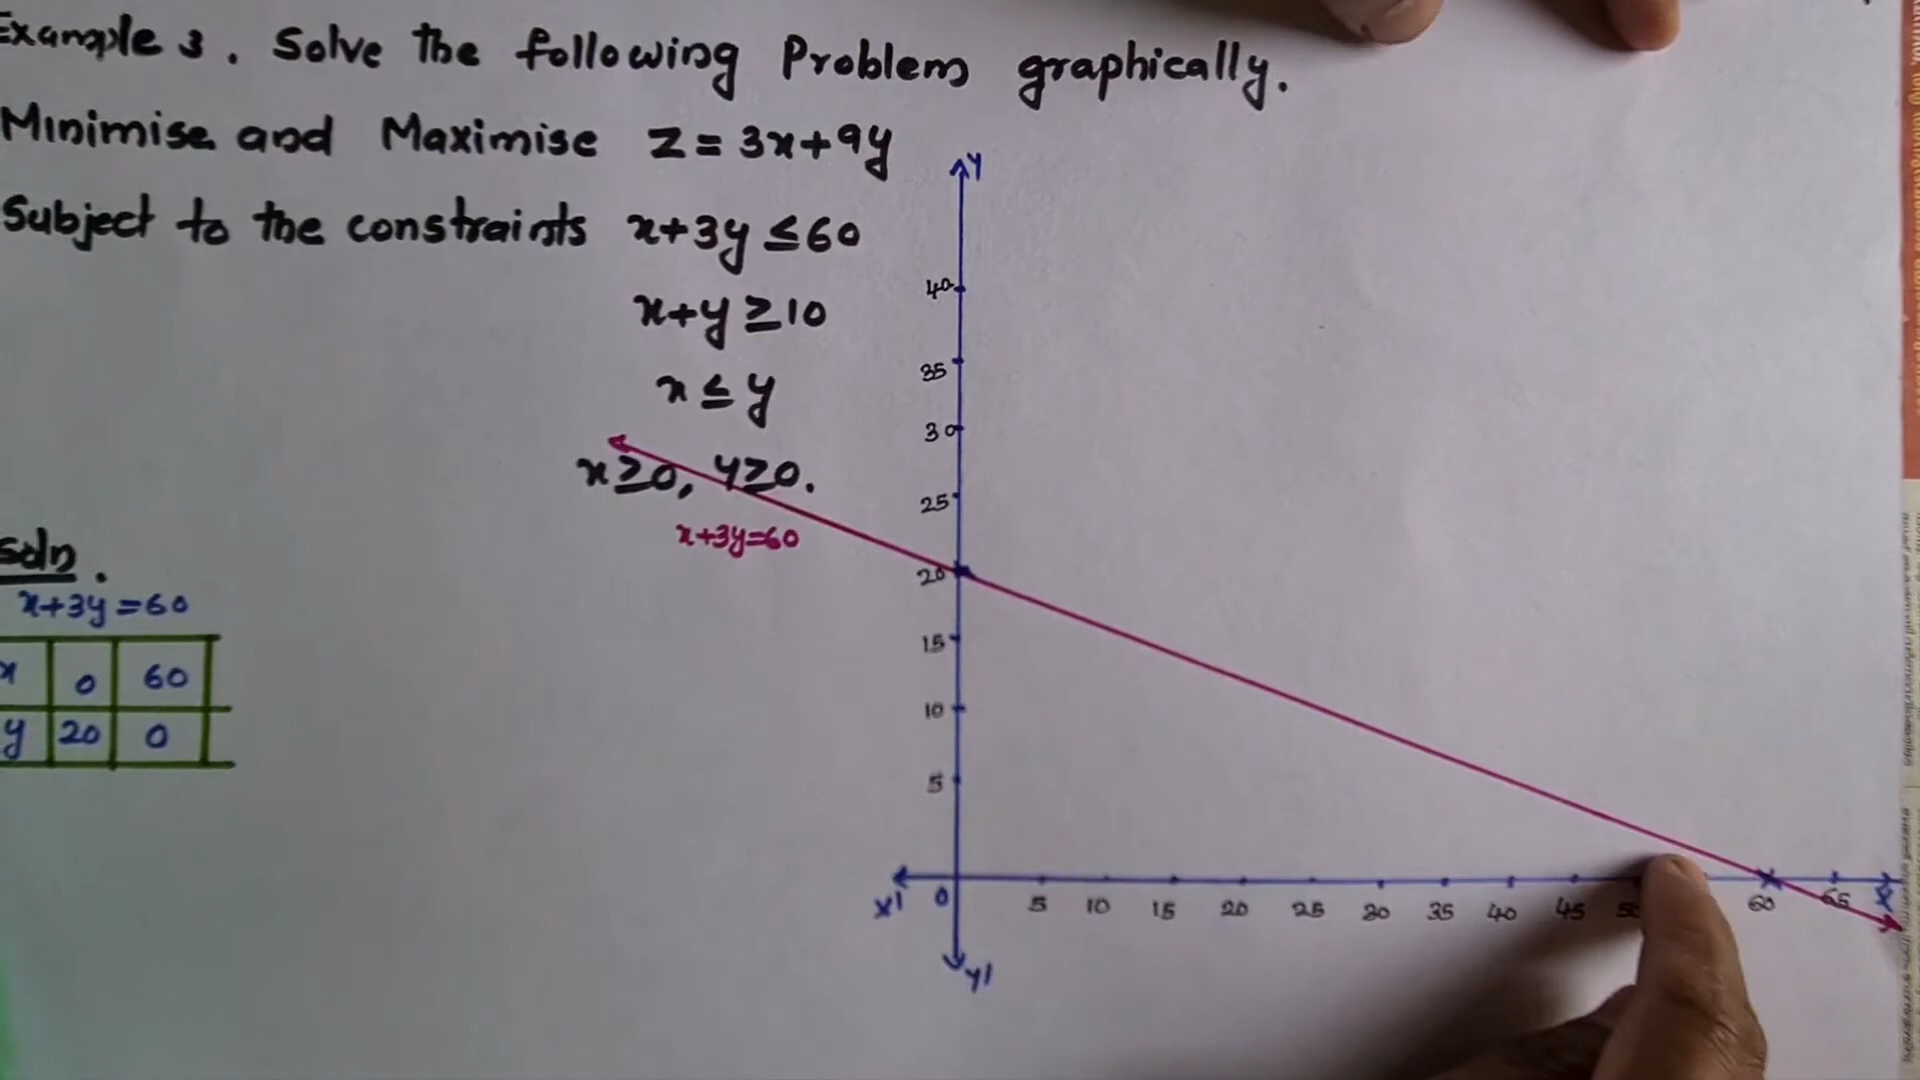 Example 3. Solve the following Problem graphically.
Minimise and Maximise Z = 3x+9y
Subject to the constraints x+3y ≤ 60
x+y ≥ 10
x ≤ y
x ≥ 0, y ≥ 0.
Soln.
x+3y = 60
x 0 60
y 20 0
x+3y=60
Y
40
35
30
25
20
15
10
5
X' 0 5 10 15 20 25 30 35 40 45 50 60 65 X
Y'